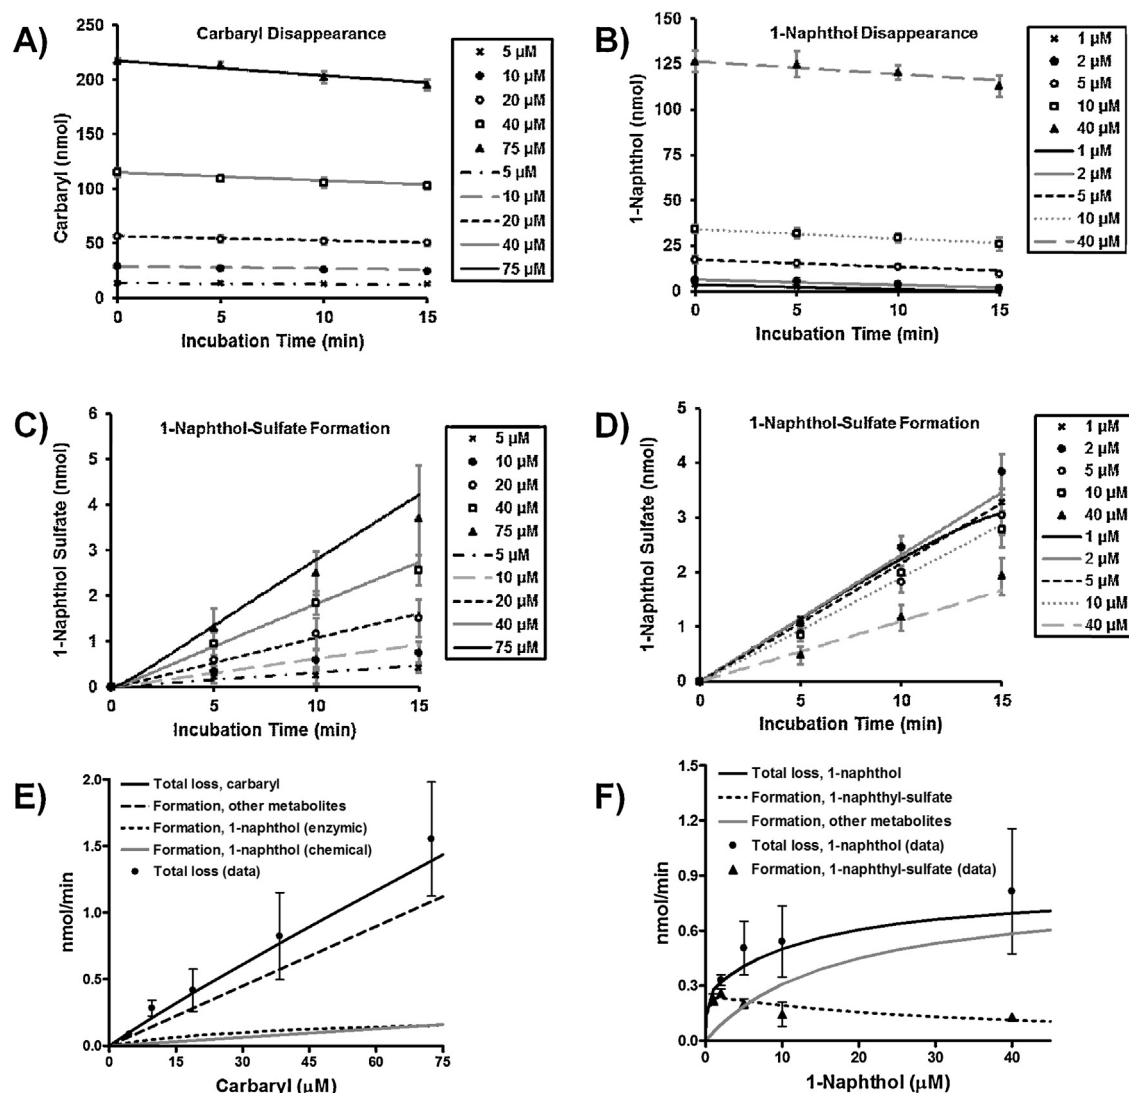 A)
Carbaryl Disappearance
250
200
150
100
50
0
Carbaryl (nmol)
0 5 10 15
Incubation Time (min)
5 µM
10 µM
20 µM
40 µM
75 µM
5 µM
10 µM
20 µM
40 µM
75 µM
B)
1-Naphthol Disappearance
150
125
100
75
50
25
0
1-Naphthol (nmol)
0 5 10 15
Incubation Time (min)
1 µM
2 µM
5 µM
10 µM
40 µM
1 µM
2 µM
5 µM
10 µM
40 µM
C)
1-Naphthol-Sulfate Formation
6
5
4
3
2
1
0
1-Naphthol Sulfate (nmol)
0 5 10 15
Incubation Time (min)
5 µM
10 µM
20 µM
40 µM
75 µM
5 µM
10 µM
20 µM
40 µM
75 µM
D)
1-Naphthol-Sulfate Formation
5
4
3
2
1
0
1-Naphthol Sulfate (nmol)
0 5 10 15
Incubation Time (min)
1 µM
2 µM
5 µM
10 µM
40 µM
1 µM
2 µM
5 µM
10 µM
40 µM
E)
2.0
1.5
1.0
0.5
0.0
nmol/min
Total loss, carbaryl
Formation, other metabolites
Formation, 1-naphthol (enzymic)
Formation, 1-naphthol (chemical)
Total loss (data)
0 15 30 45 60 75
Carbaryl (µM)
F)
1.5
1.2
0.9
0.6
0.3
0.0
nmol/min
Total loss, 1-naphthol
Formation, 1-naphthyl-sulfate
Formation, other metabolites
Total loss, 1-naphthol (data)
Formation, 1-naphthyl-sulfate (data)
0 10 20 30 40
1-Naphthol (µM)